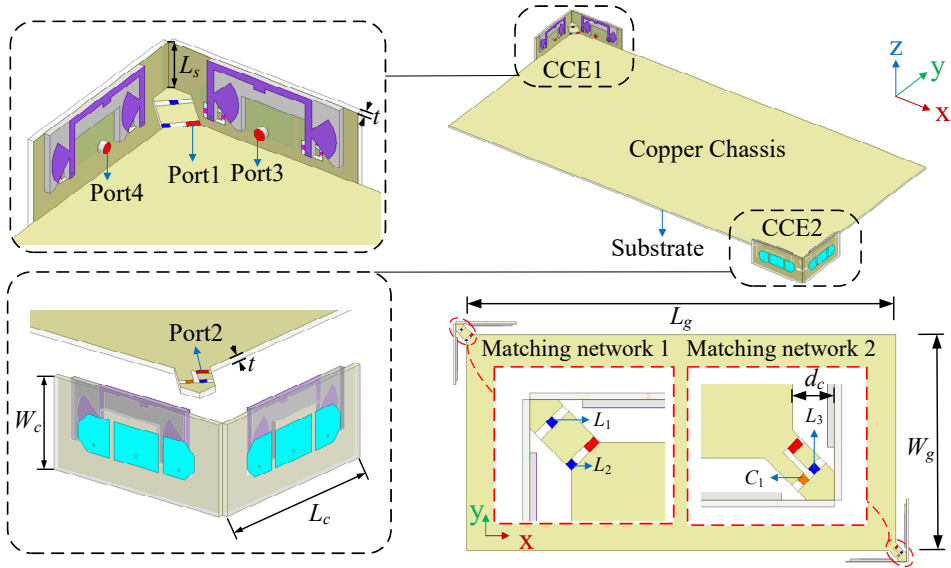 L_s
t
Port4
Port1
Port3
CCE1
z
y
x
Copper Chassis
Substrate
CCE2
Port2
t
W_c
L_c
L_g
Matching network 1
Matching network 2
d_c
L_1
L_3
L_2
C_1
W_g
y
x